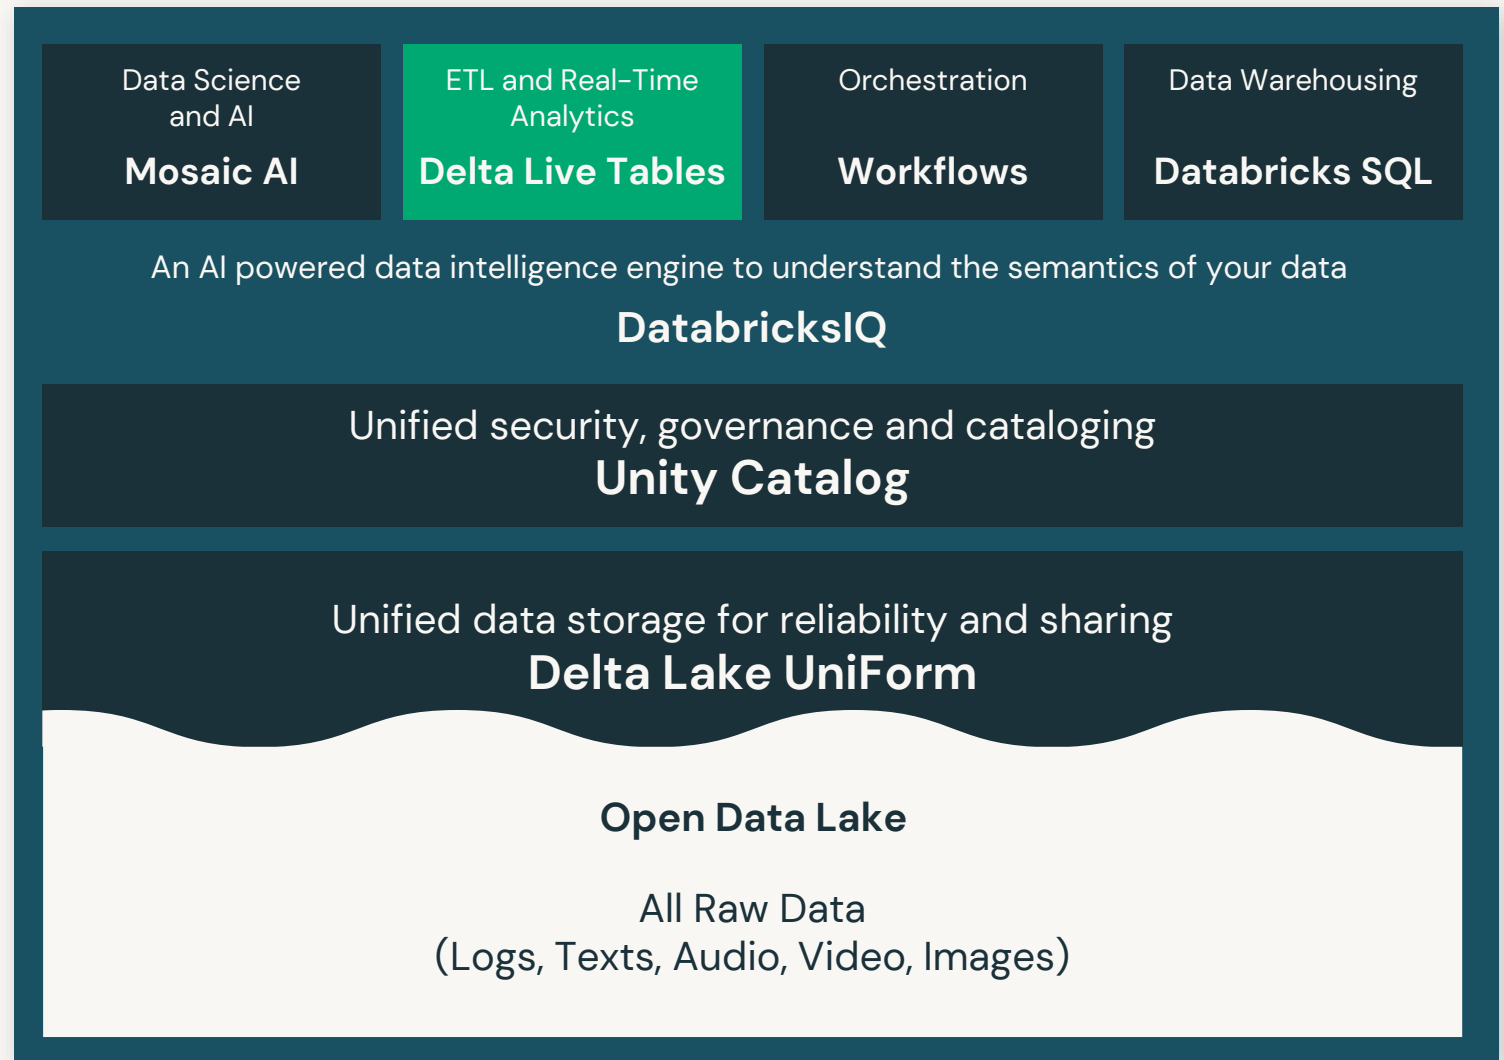 Data Science
and AI
Mosaic AI
ETL and Real-Time
Analytics
Delta Live Tables
Orchestration
Workflows
Data Warehousing
Databricks SQL
An AI powered data intelligence engine to understand the semantics of your data
DatabricksIQ
Unified security, governance and cataloging
Unity Catalog
Unified data storage for reliability and sharing
Delta Lake UniForm
Open Data Lake
All Raw Data
(Logs, Texts, Audio, Video, Images)